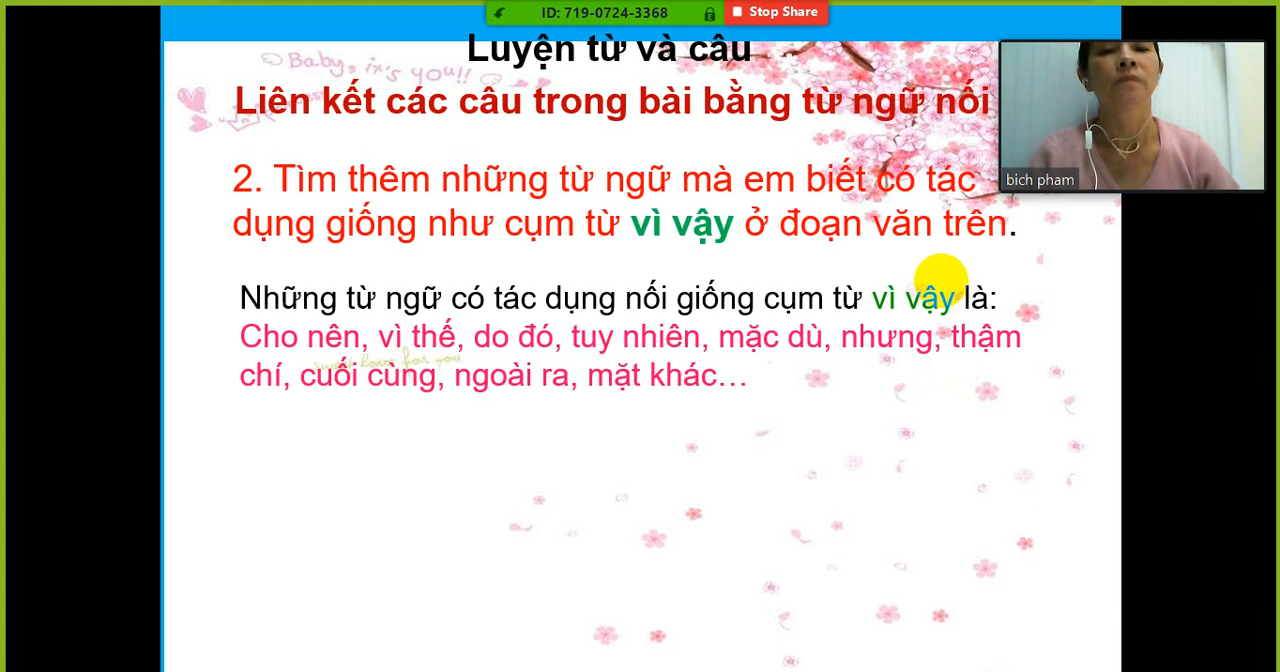 ID: 719-0724-3368
Stop Share
Luyện từ và câu
Baby, it's you!!
Liên kết các câu trong bài bằng từ ngữ nối
bich pham
2. Tìm thêm những từ ngữ mà em biết có tác
dụng giống như cụm từ vì vậy ở đoạn văn trên.
Những từ ngữ có tác dụng nối giống cụm từ vì vậy là:
Cho nên, vì thế, do đó, tuy nhiên, mặc dù, nhưng, thậm
love for you
chí, cuối cùng, ngoài ra, mặt khác...